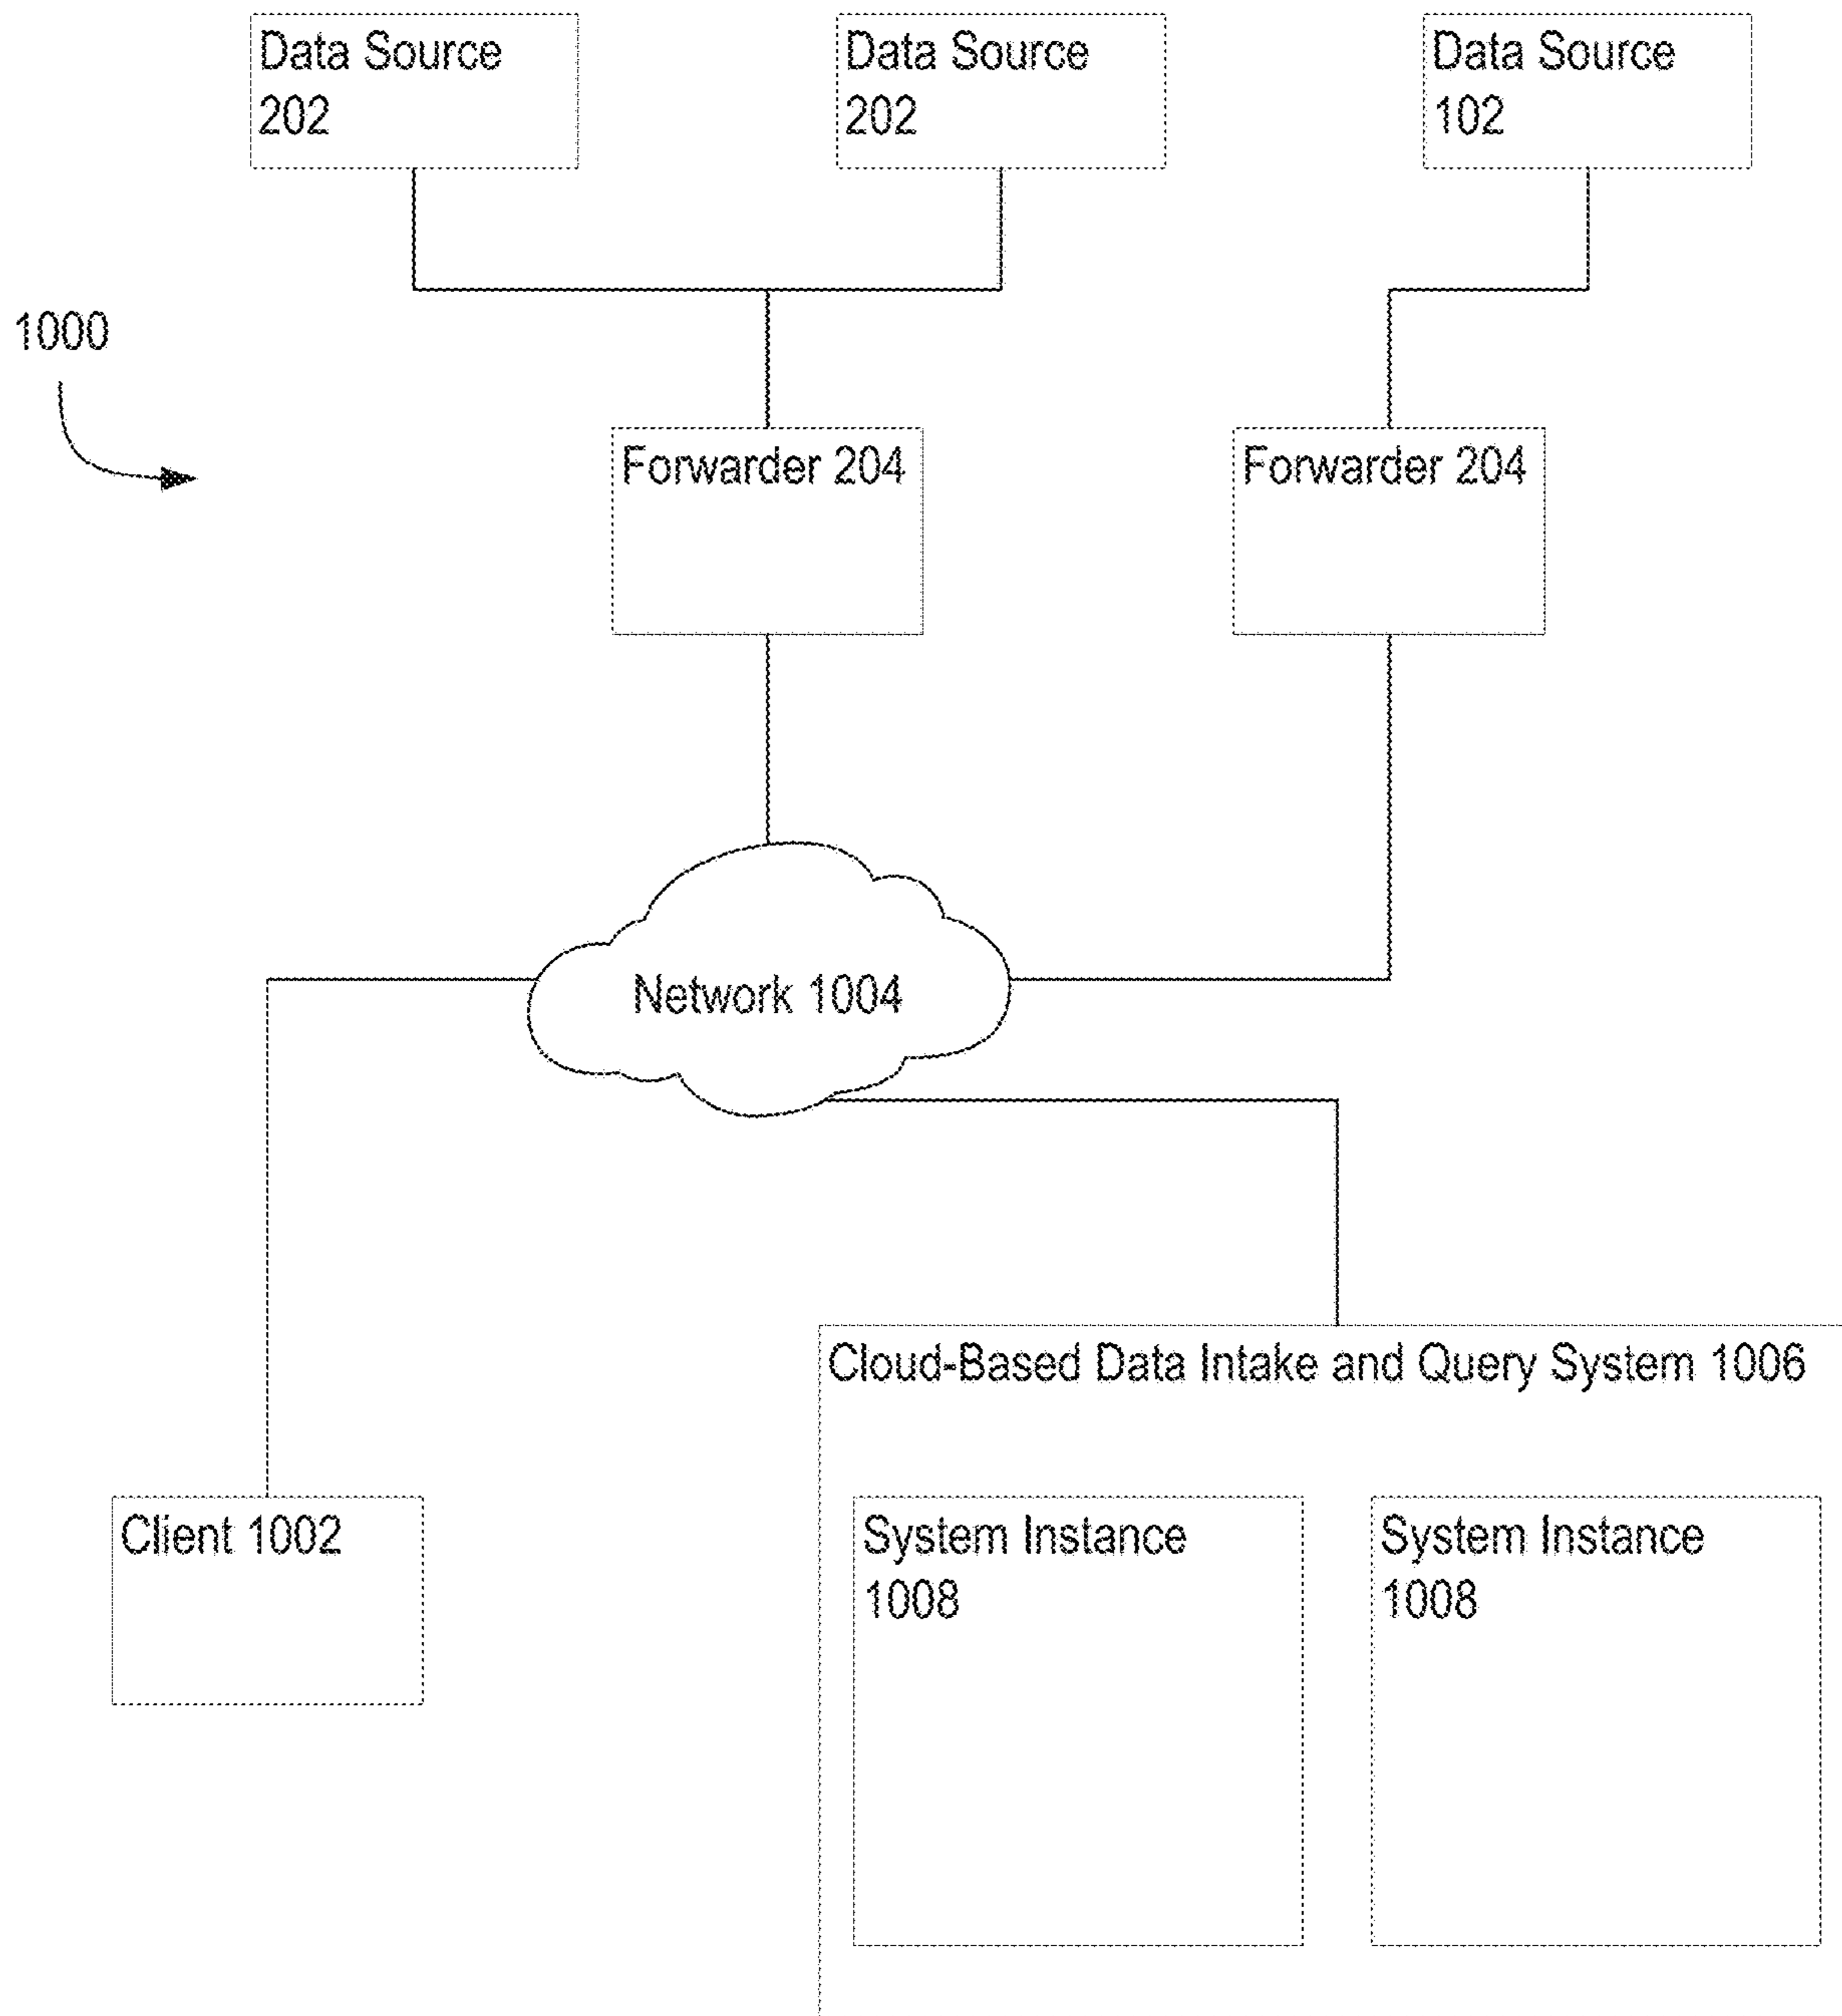 Data Source
202
Data Source
202
Data Source
102
1000
Forwarder 204
Forwarder 204
Network 1004
Cloud-Based Data Intake and Query System 1006
Client 1002
System Instance
1008
System Instance
1008